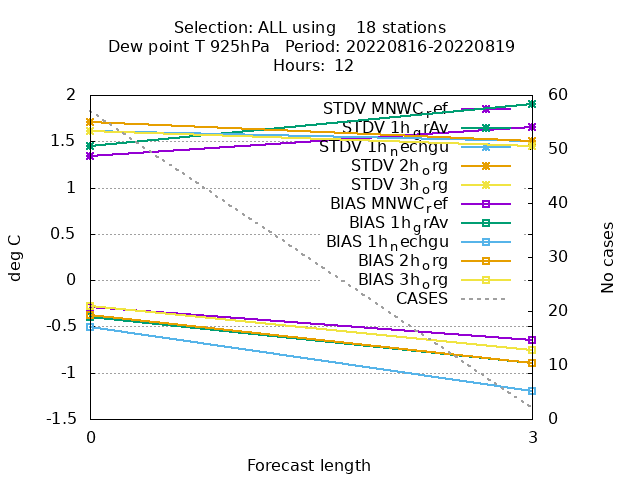 Selection: ALL using    18 stations
Dew point T 925hPa   Period: 20220816-20220819
Hours: 12
2
1.5
1
0.5
0
-0.5
-1
-1.5
deg C
60
50
40
30
20
10
0
No cases
STDV MNWC_ref
STDV 1h_grAv
STDV 1h_nechgu
STDV 2h_org
STDV 3h_org
BIAS MNWC_ref
BIAS 1h_grAv
BIAS 1h_nechgu
BIAS 2h_org
BIAS 3h_org
CASES
0
3
Forecast length